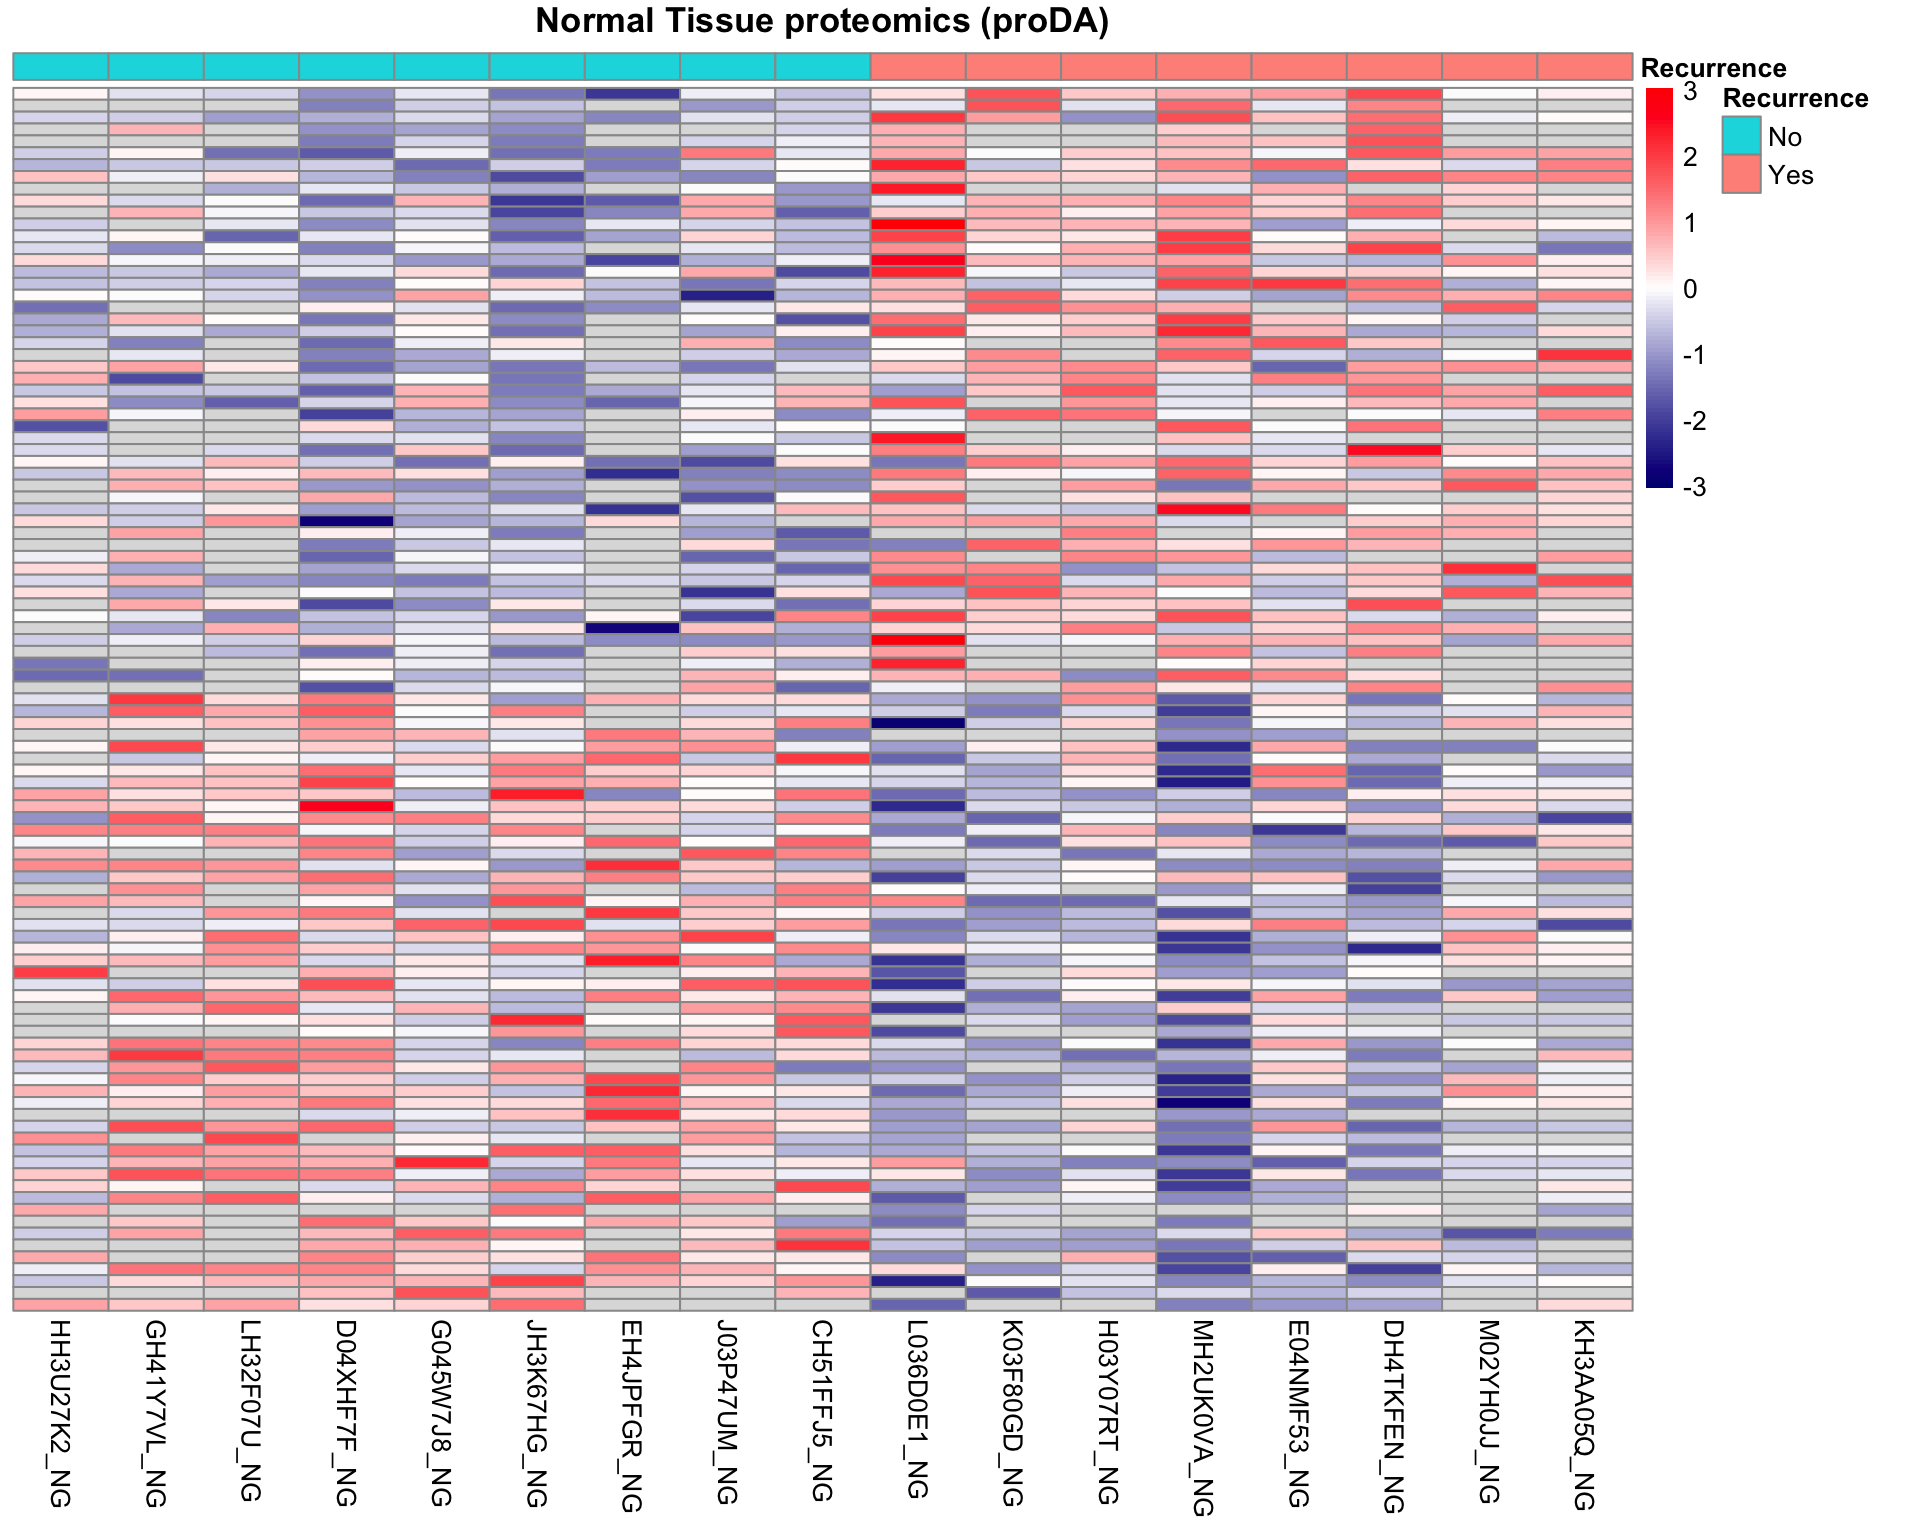 Normal Tissue proteomics (proDA)
Recurrence
3
2
1
0
-1
-2
-3
Recurrence
No
Yes
HH3U27K2_NG
GH41Y7VL_NG
LH32F07U_NG
D04XHF7F_NG
G045W7J8_NG
JH3K67HG_NG
EH4JPFGR_NG
J03P47UM_NG
CH51FFJ5_NG
L036D0E1_NG
K03F80GD_NG
H03Y07RT_NG
MH2UK0VA_NG
E04NMF53_NG
DH4TKFEN_NG
M02YH0JJ_NG
KH3AA05Q_NG